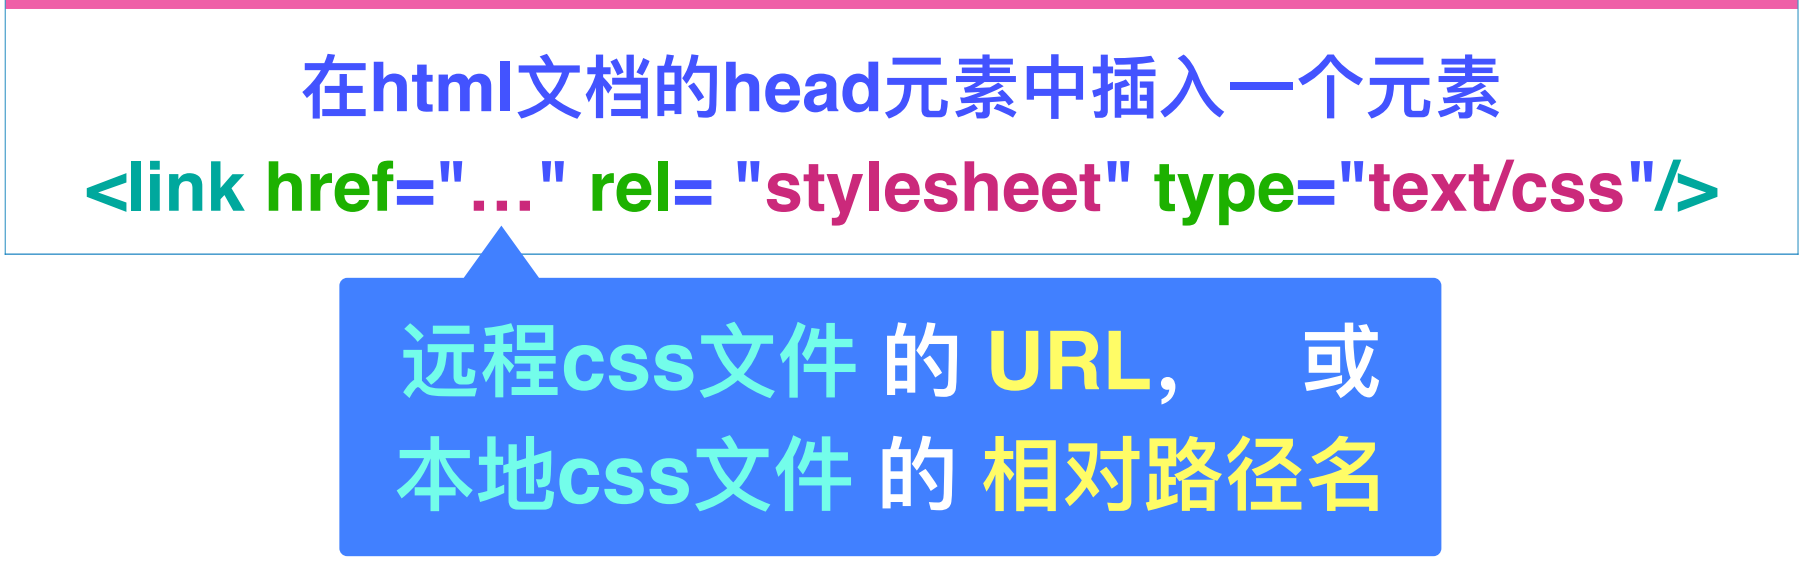 在html文档的head元素中插入一个元素
<link href="…" rel= "stylesheet" type="text/css"/>
远程css文件 的 URL， 或
本地css文件 的 相对路径名